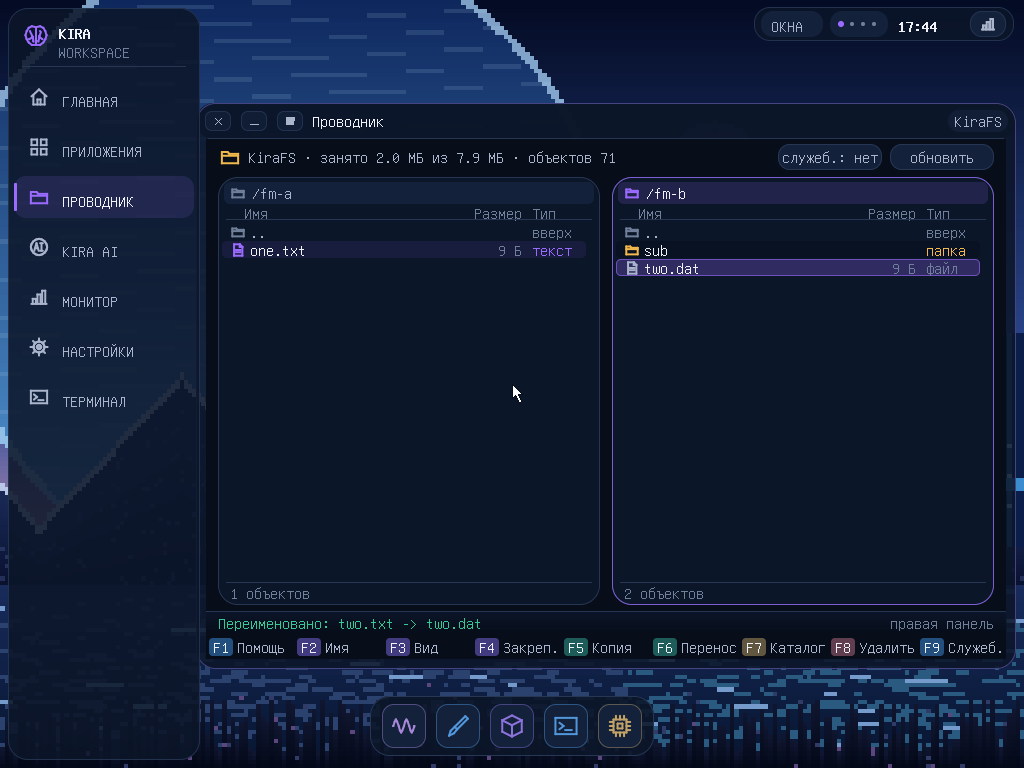 KIRA
WORKSPACE
ГЛАВНАЯ
ПРИЛОЖЕНИЯ
ПРОВОДНИК
KIRA AI
МОНИТОР
НАСТРОЙКИ
ТЕРМИНАЛ
ОКНА
17:44
Проводник
KiraFS
KiraFS · занято 2.0 МБ из 7.9 МБ · объектов 71
служеб.: нет
обновить
/fm-a
Имя Размер Тип
.. вверх
one.txt 9 Б текст
1 объектов
/fm-b
Имя Размер Тип
.. вверх
sub папка
two.dat 9 Б файл
2 объектов
Переименовано: two.txt -> two.dat
правая панель
F1 Помощь F2 Имя F3 Вид F4 Закреп. F5 Копия F6 Перенос F7 Каталог F8 Удалить F9 Служеб.